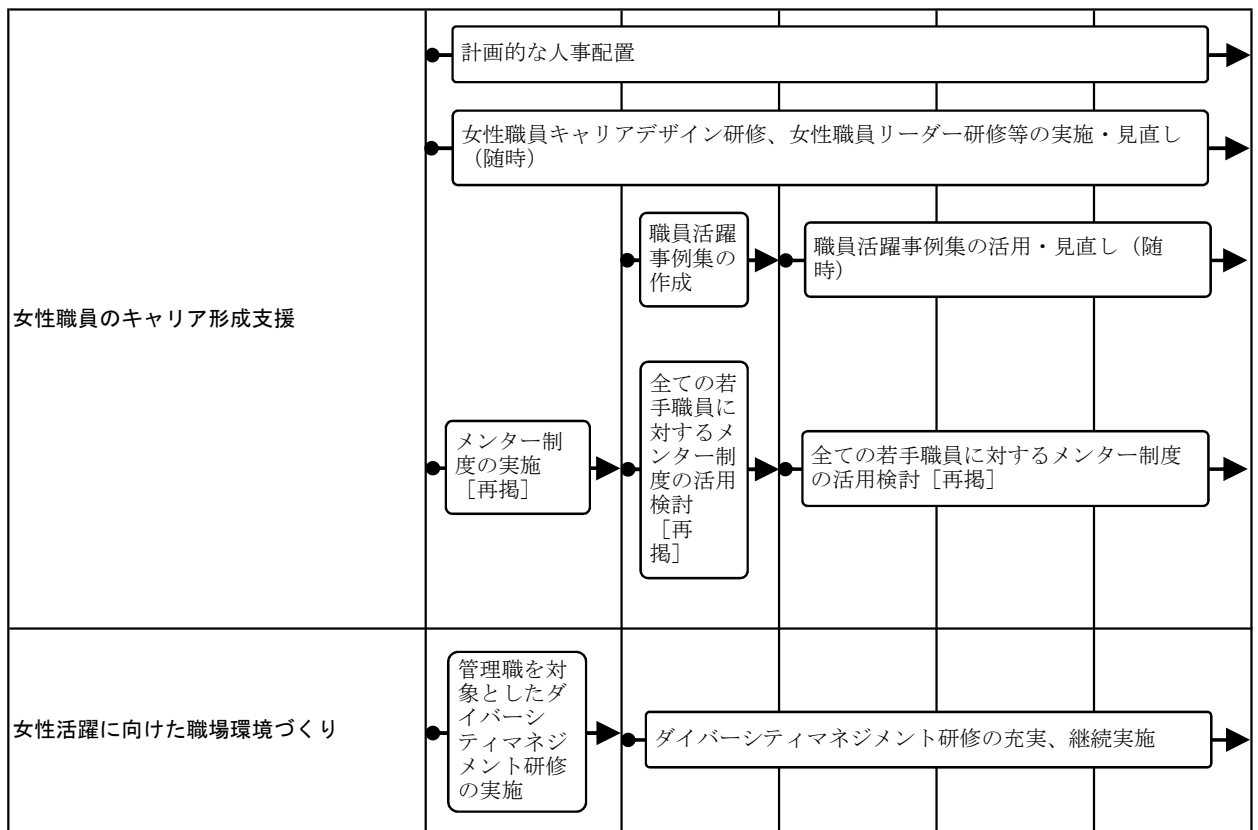 計画的な人事配置
女性職員キャリアデザイン研修、女性職員リーダー研修等の実施・見直し
（随時）
職員活躍
事例集の
作成
職員活躍事例集の活用・見直し（随
時）
女性職員のキャリア形成支援
メンター制
度の実施
［再掲］
全ての若
手職員に
対するメ
ンター制
度の活用
検討
［再
掲］
全ての若手職員に対するメンター制度
の活用検討［再掲］
女性活躍に向けた職場環境づくり
管理職を対
象としたダ
イバーシ
ティマネジ
メント研修
の実施
ダイバーシティマネジメント研修の充実、継続実施